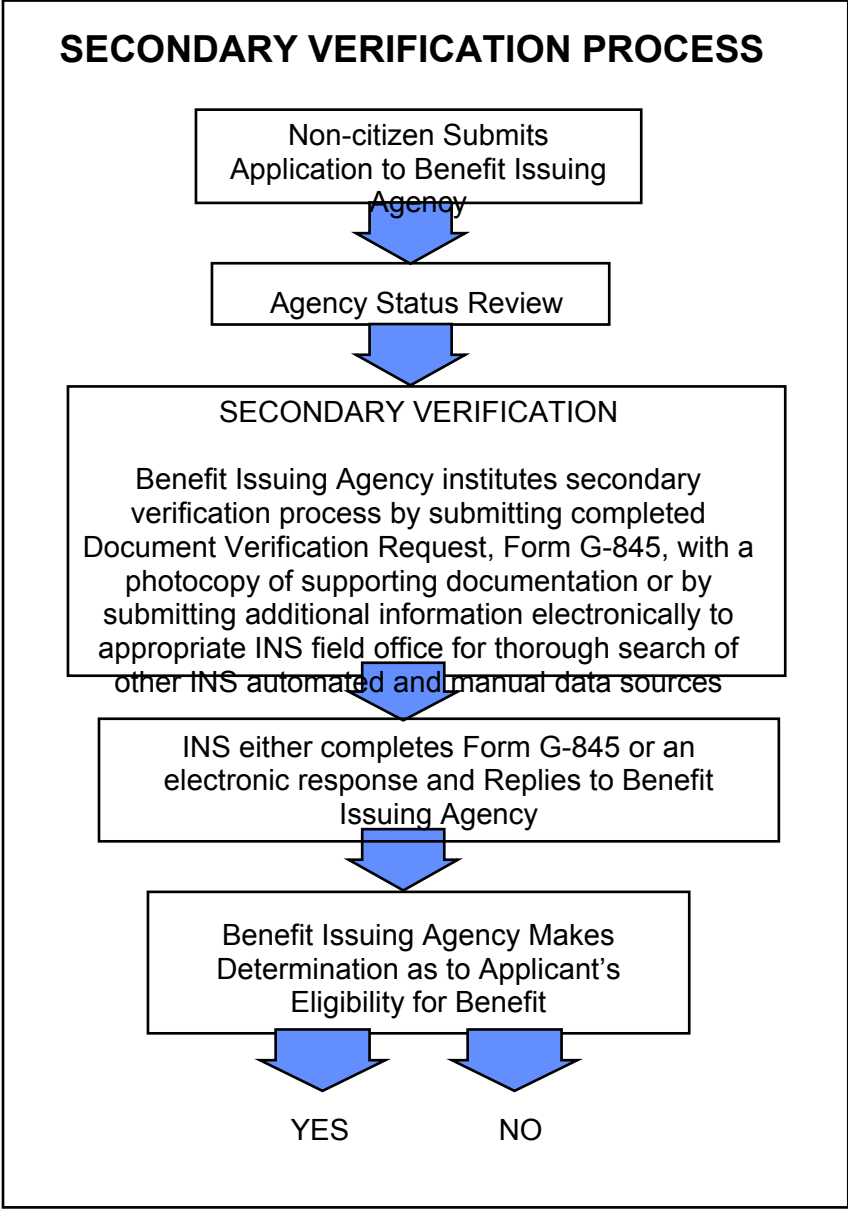 SECONDARY VERIFICATION PROCESS
Non-citizen Submits
Application to Benefit Issuing
Agency
Agency Status Review
SECONDARY VERIFICATION
Benefit Issuing Agency institutes secondary
verification process by submitting completed
Document Verification Request, Form G-845, with a
photocopy of supporting documentation or by
submitting additional information electronically to
appropriate INS field office for thorough search of
other INS automated and manual data sources
INS either completes Form G-845 or an
electronic response and Replies to Benefit
Issuing Agency
Benefit Issuing Agency Makes
Determination as to Applicant’s
Eligibility for Benefit
YES NO